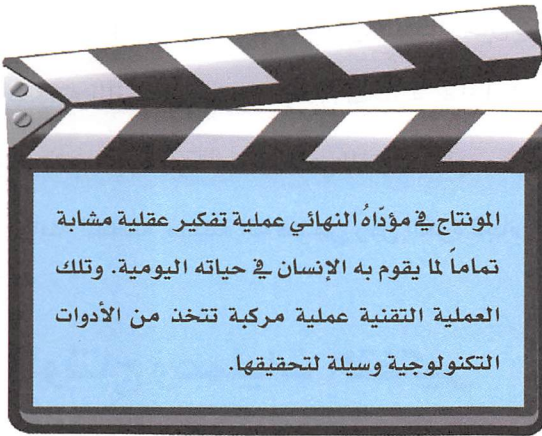 المونتاج في مؤدّاهُ النهائي عملية تفكير عقلية مشابة
تماماً لما يقوم به الإنسان في حياته اليومية. وتلك
العملية التقنية عملية مركبة تتخذ من الأدوات
التكنولوجية وسيلة لتحقيقها.